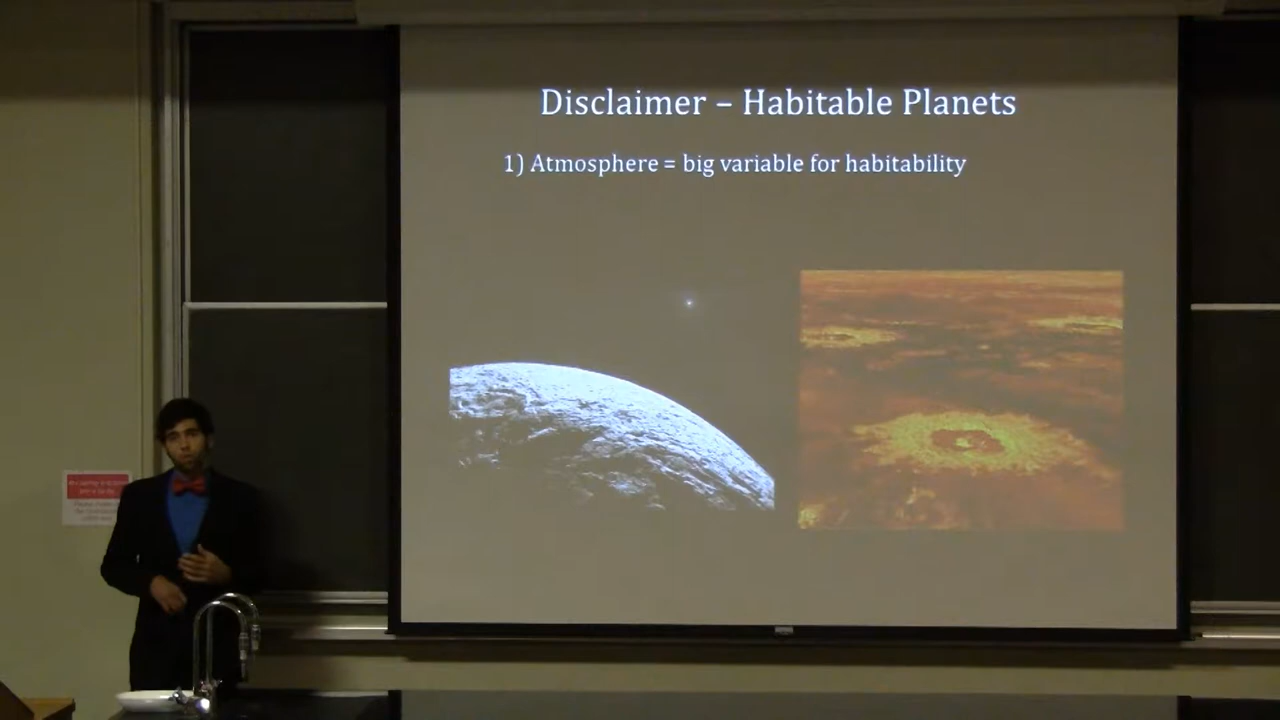 Disclaimer – Habitable Planets
1) Atmosphere = big variable for habitability